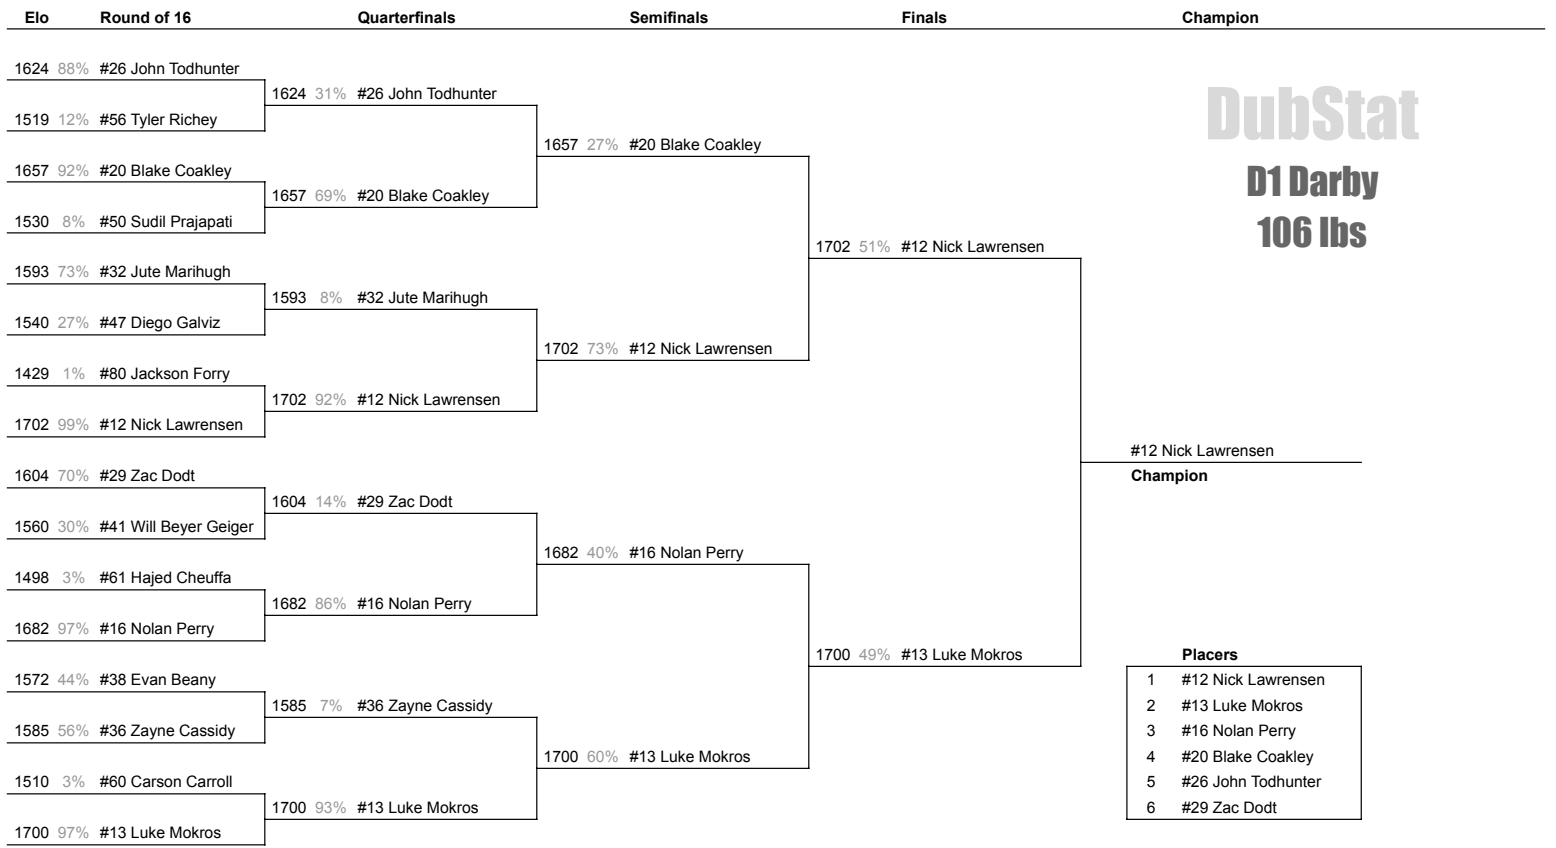 Elo Round of 16 Quarterfinals Semifinals Finals Champion
1624 88% #26 John Todhunter
1624 31% #26 John Todhunter
1519 12% #56 Tyler Richey
1657 27% #20 Blake Coakley
1657 92% #20 Blake Coakley
1657 69% #20 Blake Coakley
1530 8% #50 Sudil Prajapati
1702 51% #12 Nick Lawrensen
1593 73% #32 Jute Marihugh
1593 8% #32 Jute Marihugh
1540 27% #47 Diego Galviz
1702 73% #12 Nick Lawrensen
1429 1% #80 Jackson Forry
1702 92% #12 Nick Lawrensen
1702 99% #12 Nick Lawrensen
#12 Nick Lawrensen
Champion
1604 70% #29 Zac Dodt
1604 14% #29 Zac Dodt
1560 30% #41 Will Beyer Geiger
1682 40% #16 Nolan Perry
1498 3% #61 Hajed Cheuffa
1682 86% #16 Nolan Perry
1682 97% #16 Nolan Perry
1700 49% #13 Luke Mokros
1572 44% #38 Evan Beany
1585 7% #36 Zayne Cassidy
1585 56% #36 Zayne Cassidy
1700 60% #13 Luke Mokros
1510 3% #60 Carson Carroll
1700 93% #13 Luke Mokros
1700 97% #13 Luke Mokros
DubStat
D1 Darby
106 lbs
Placers
1 #12 Nick Lawrensen
2 #13 Luke Mokros
3 #16 Nolan Perry
4 #20 Blake Coakley
5 #26 John Todhunter
6 #29 Zac Dodt